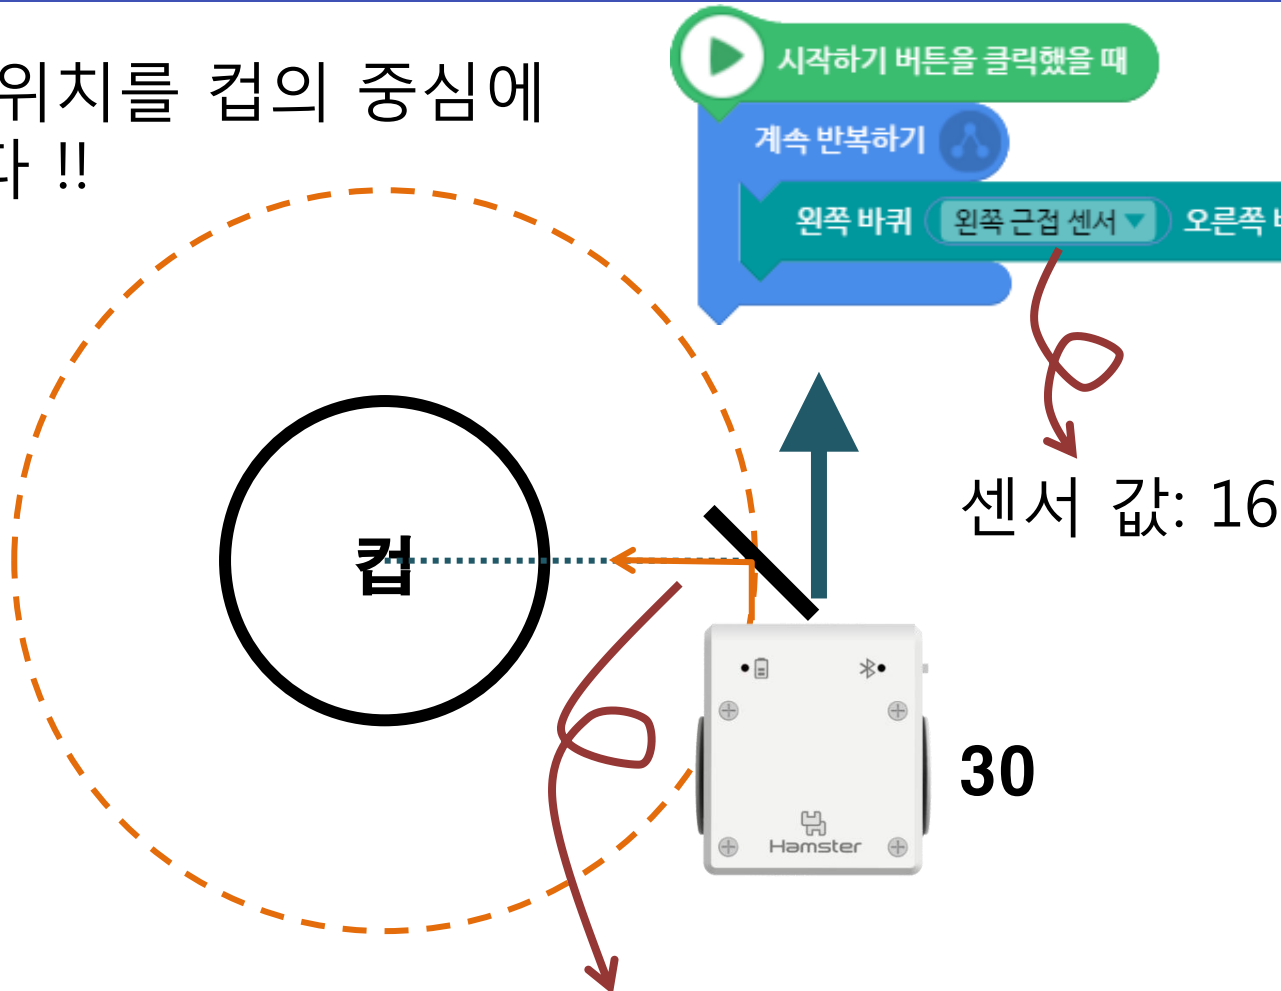 위치를 컵의 중심에
!!
시작하기 버튼을 클릭했을 때
계속 반복하기
왼쪽 바퀴 왼쪽 근접 센서 오른쪽
센서 값: 16
컵
30
Hamster